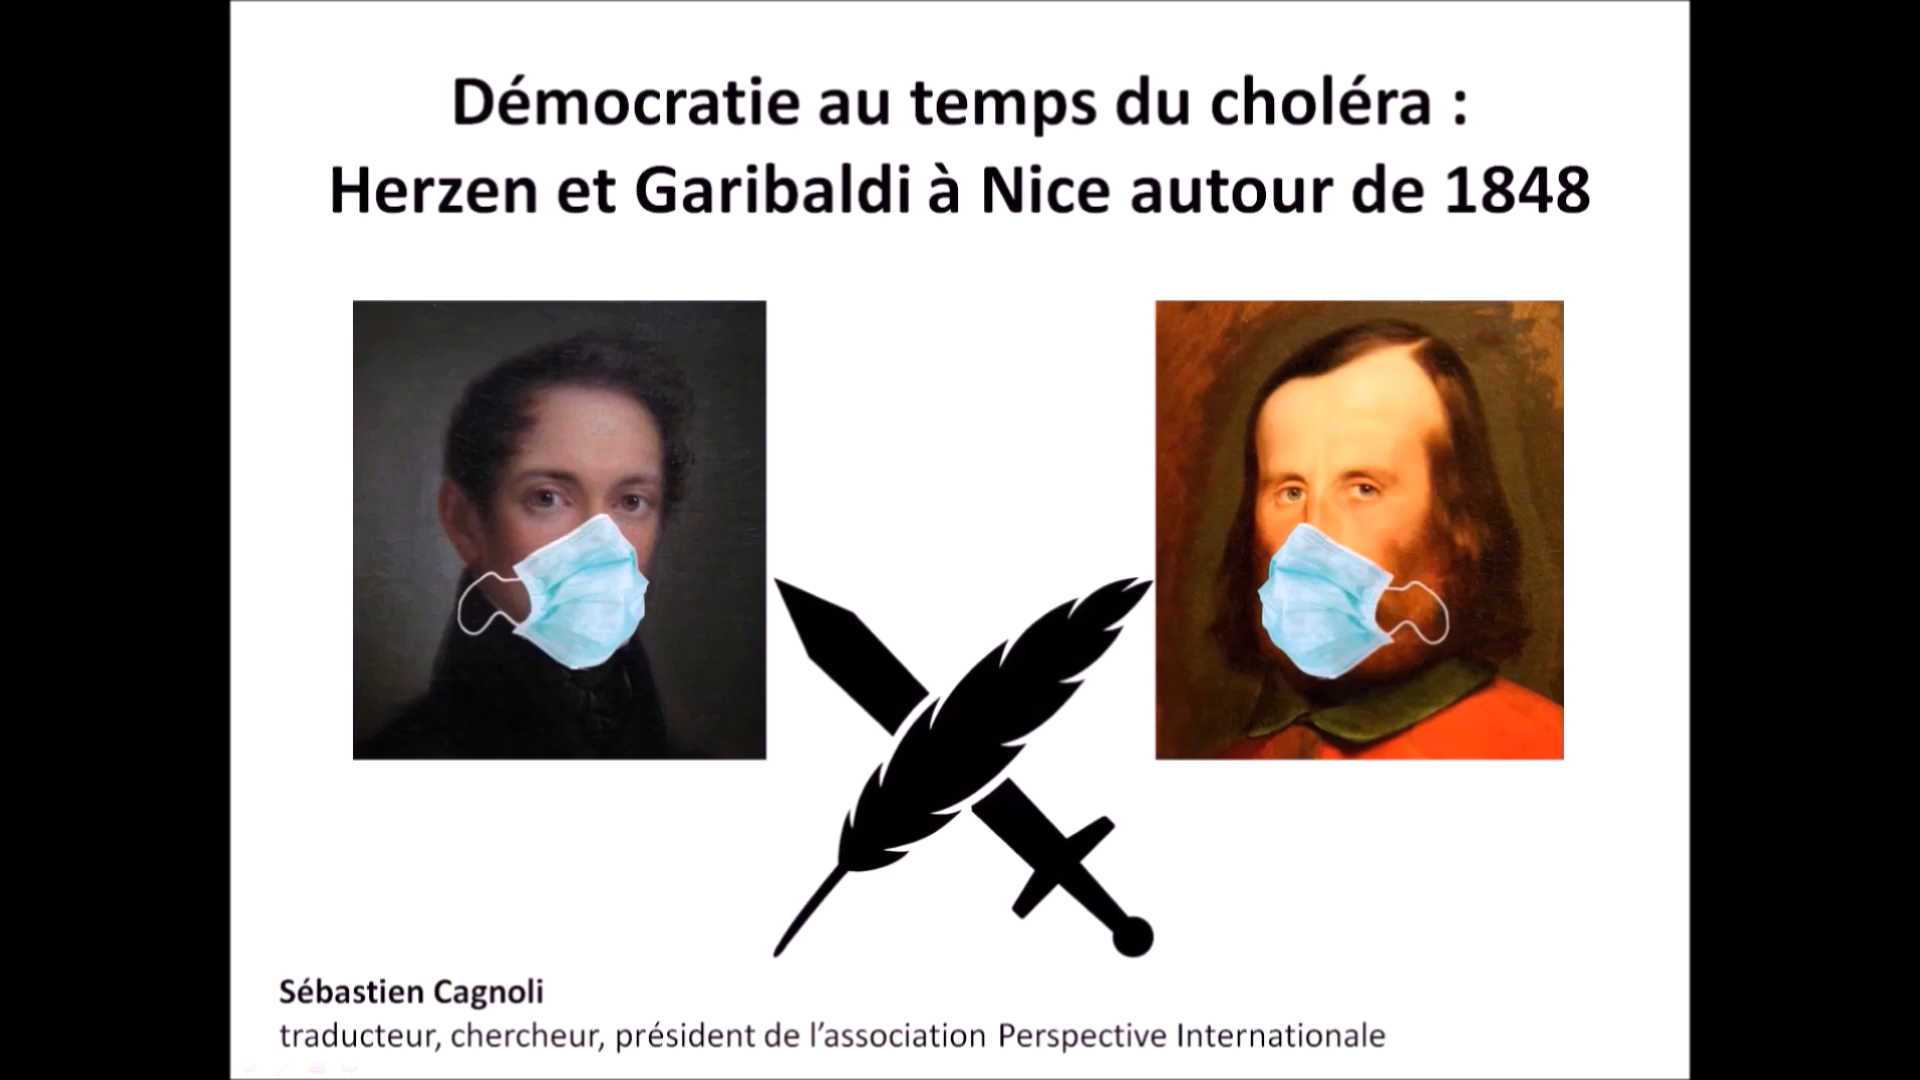 Démocratie au temps du choléra :
Herzen et Garibaldi à Nice autour de 1848
Sébastien Cagnoli
traducteur, chercheur, président de l’association Perspective Internationale